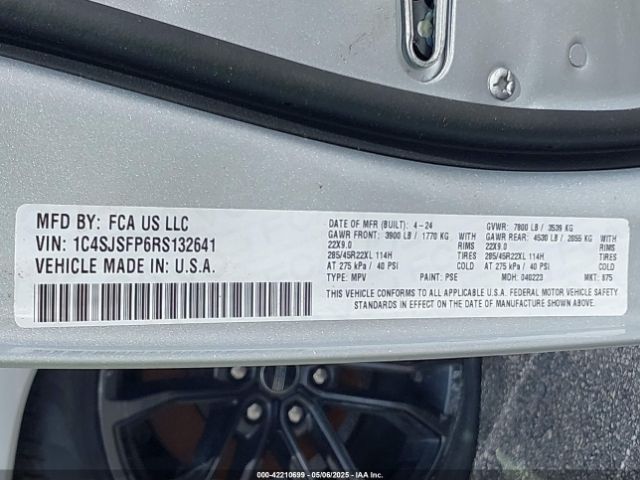 MFD BY: FCA US LLC
VIN: 1C4SJSFP6RS132641
VEHICLE MADE IN: U.S.A.
DATE OF MFR (BUILT): 4-24
GAWR FRONT: 3900 LB / 1770 KG
22X9.0 RIMS
285/45R22XL 114H TIRES
AT 275 kPa / 40 PSI COLD
TYPE: MPV PAINT: PSE
GVWR: 7800 LB / 3539 KG
GAWR REAR: 4530 LB / 2055 KG
22X9.0 RIMS
285/45R22XL 114H TIRES
AT 275 kPa / 40 PSI COLD
MDH: 040223 MKT: X75
THIS VEHICLE CONFORMS TO ALL APPLICABLE U.S.A. FEDERAL MOTOR VEHICLE SAFETY
STANDARDS IN EFFECT ON THE DATE OF MANUFACTURE SHOWN ABOVE.
000-42210699 - 05/06/2025 - IAA Inc.